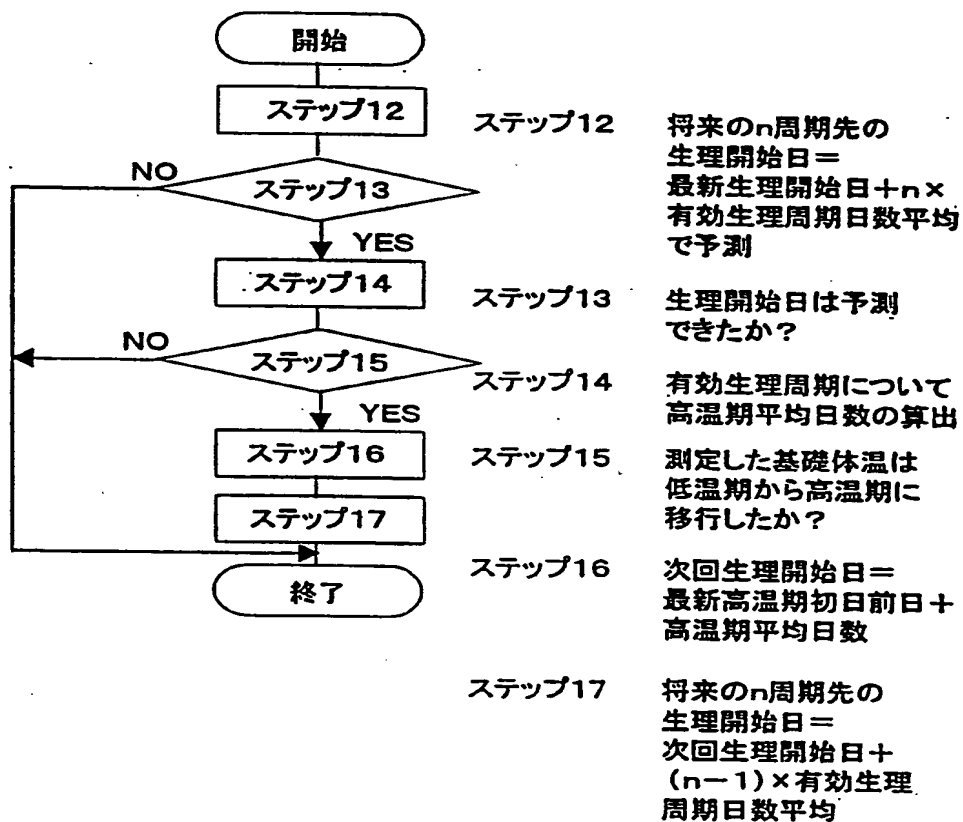 開始
ステップ12
NO
ステップ13
YES
ステップ14
NO
ステップ15
YES
ステップ16
ステップ17
終了
ステップ12 将来のn周期先の
生理開始日＝
最新生理開始日＋n×
有効生理周期日数平均
で予測
ステップ13 生理開始日は予測
できたか？
ステップ14 有効生理周期について
高温期平均日数の算出
ステップ15 測定した基礎体温は
低温期から高温期に
移行したか？
ステップ16 次回生理開始日＝
最新高温期初日前日＋
高温期平均日数
ステップ17 将来のn周期先の
生理開始日＝
次回生理開始日＋
（n－1）×有効生理
周期日数平均